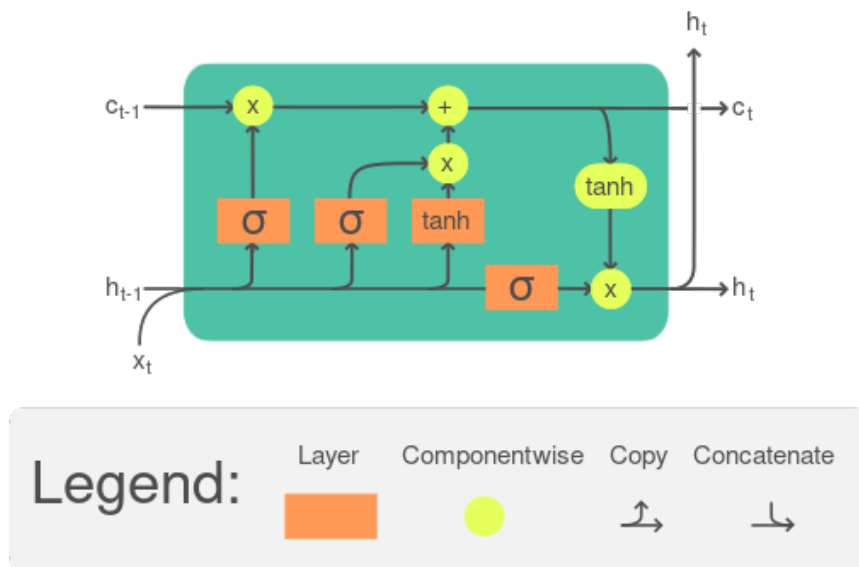 h_t
c_t-1 x + c_t
x
tanh
σ σ tanh
h_t-1 σ x h_t
x_t
Layer Componentwise Copy Concatenate
Legend: